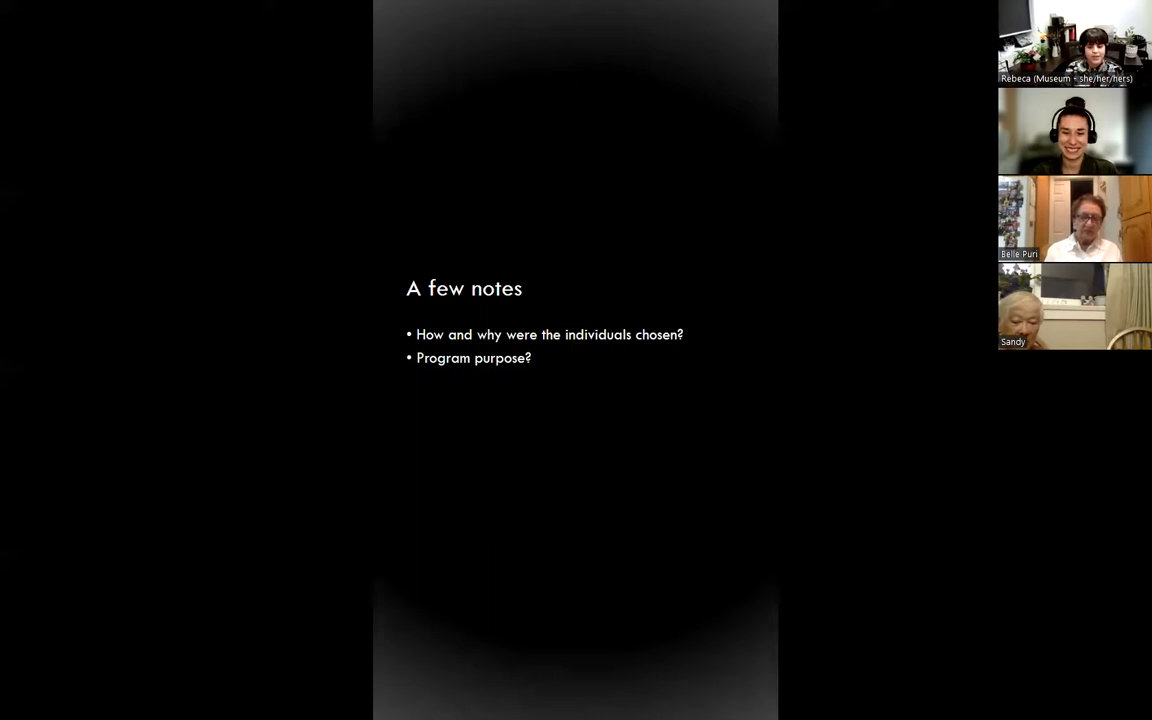 A few notes
• How and why were the individuals chosen?
• Program purpose?
Rebeca (Museum - she/her/hers)
Belle Puri
Sandy